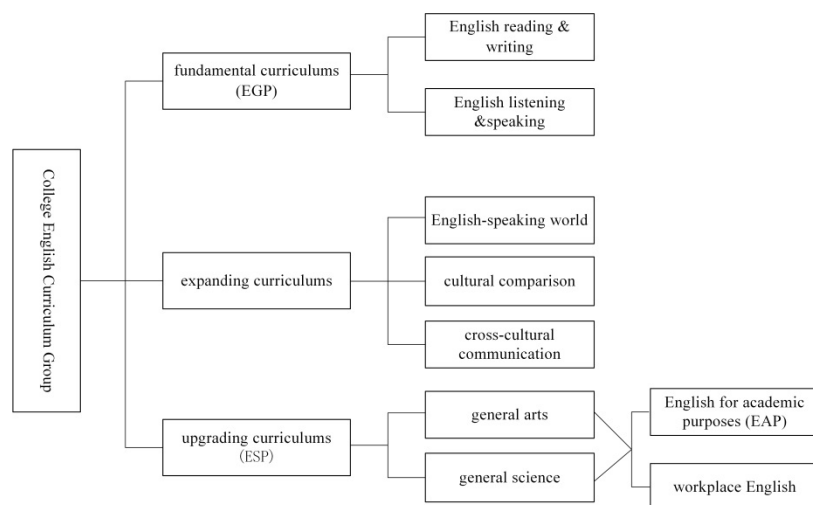 College English Curriculum Group
fundamental curriculums
(EGP)
English reading &
writing
English listening
&speaking
expanding curriculums
English-speaking world
cultural comparison
cross-cultural
communication
upgrading curriculums
(ESP)
general arts
general science
English for academic
purposes (EAP)
workplace English